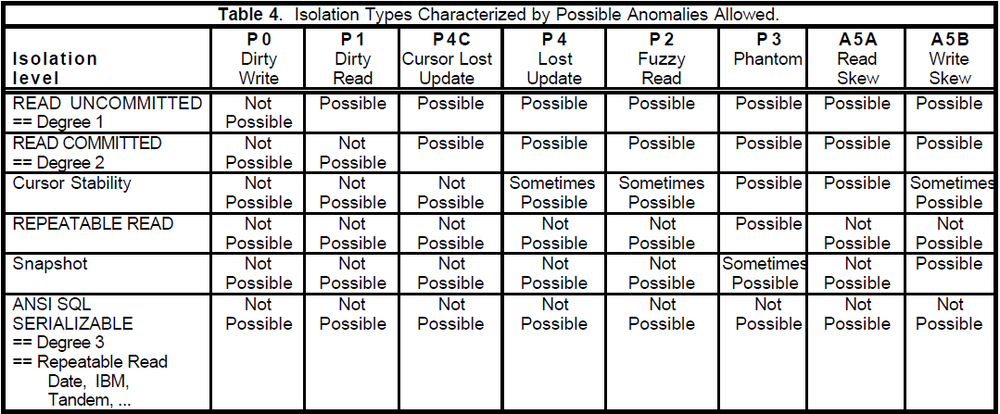 Table 4. Isolation Types Characterized by Possible Anomalies Allowed.
Isolation level P0 Dirty Write P1 Dirty Read P4C Cursor Lost Update P4 Lost Update P2 Fuzzy Read P3 Phantom A5A Read Skew A5B Write Skew
READ UNCOMMITTED == Degree 1 Not Possible Possible Possible Possible Possible Possible Possible Possible
READ COMMITTED == Degree 2 Not Possible Not Possible Possible Possible Possible Possible Possible Possible
Cursor Stability Not Possible Not Possible Not Possible Sometimes Possible Sometimes Possible Possible Possible Sometimes Possible
REPEATABLE READ Not Possible Not Possible Not Possible Not Possible Not Possible Possible Not Possible Not Possible
Snapshot Not Possible Not Possible Not Possible Not Possible Not Possible Sometimes Possible Not Possible Possible
ANSI SQL SERIALIZABLE == Degree 3 == Repeatable Read Date, IBM, Tandem, ... Not Possible Not Possible Not Possible Not Possible Not Possible Not Possible Not Possible Not Possible